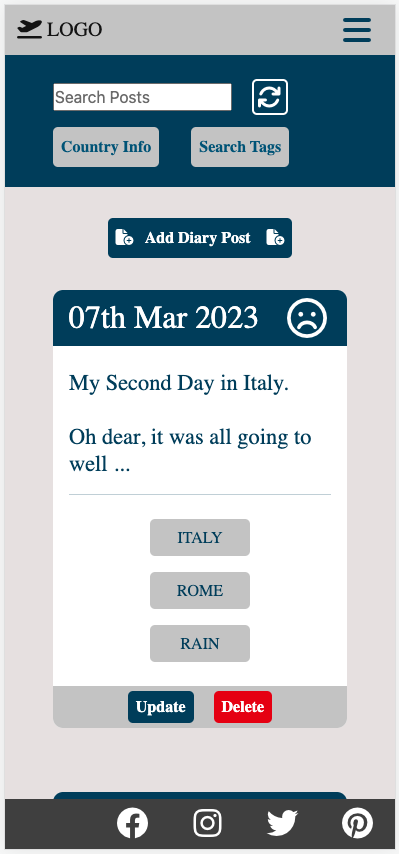 LOGO
Search Posts
Country Info
Search Tags
Add Diary Post
07th Mar 2023
My Second Day in Italy.
Oh dear, it was all going to
well ...
ITALY
ROME
RAIN
Update
Delete